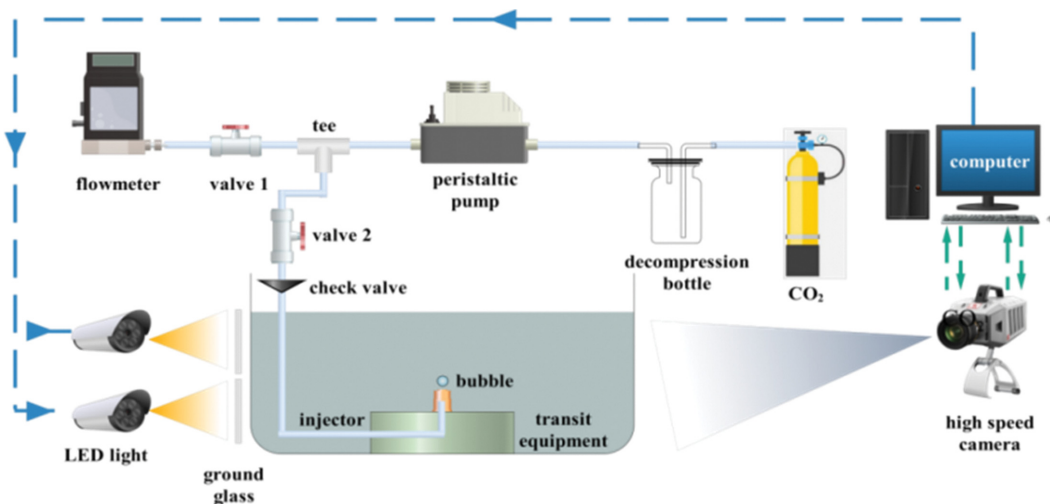 tee
flowmeter
valve 1
peristaltic
pump
computer
valve 2
decompression
bottle
CO₂
check valve
bubble
injector
transit
equipment
LED light
high speed
camera
ground
glass